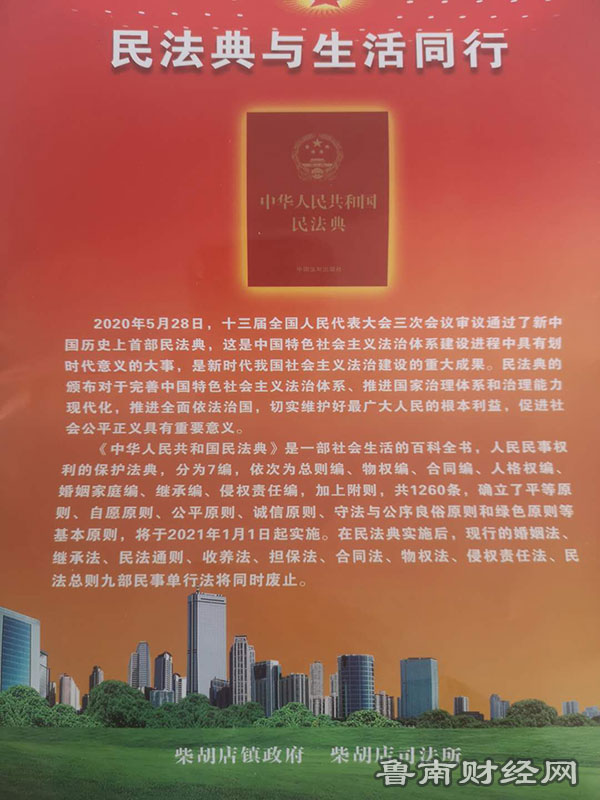 民法典与生活同行
中华人民共和国
民法典
中国法制出版社
2020年5月28日，十三届全国人民代表大会三次会议审议通过了新中
国历史上首部民法典，这是中国特色社会主义法治体系建设进程中具有划
时代意义的大事，是新时代我国社会主义法治建设的重大成果。民法典的
颁布对于完善中国特色社会主义法治体系、推进国家治理体系和治理能力
现代化，推进全面依法治国，切实维护好最广大人民的根本利益，促进社
会公平正义具有重要意义。
《中华人民共和国民法典》是一部社会生活的百科全书，人民民事权
利的保护法典，分为7编，依次为总则编、物权编、合同编、人格权编、
婚姻家庭编、继承编、侵权责任编，加上附则，共1260条，确立了平等原
则、自愿原则、公平原则、诚信原则、守法与公序良俗原则和绿色原则等
基本原则，将于2021年1月1日起实施。在民法典实施后，现行的婚姻法、
继承法、民法通则、收养法、担保法、合同法、物权法、侵权责任法、民
法总则九部民事单行法将同时废止。
柴胡店镇政府 柴胡店司法所
鲁南财经网